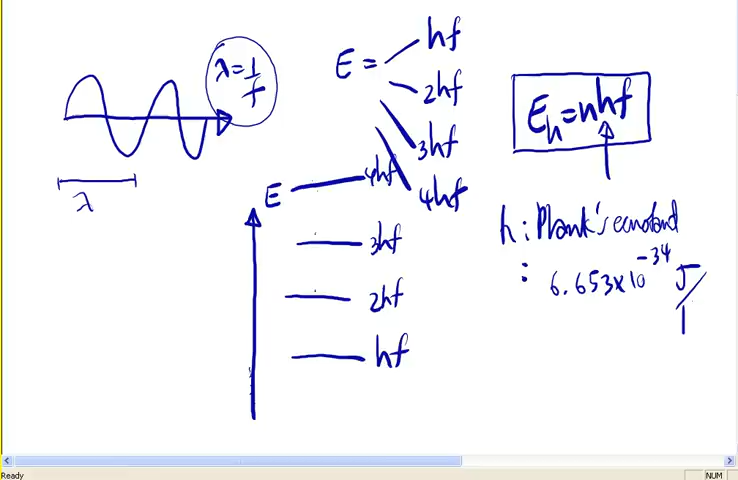 λ = 1/f
λ
E =
hf
2hf
3hf
4hf
E
4hf
3hf
2hf
hf
En = nhf
h : Plank's constant
: 6.653 × 10^-34 J/
Ready
NUM